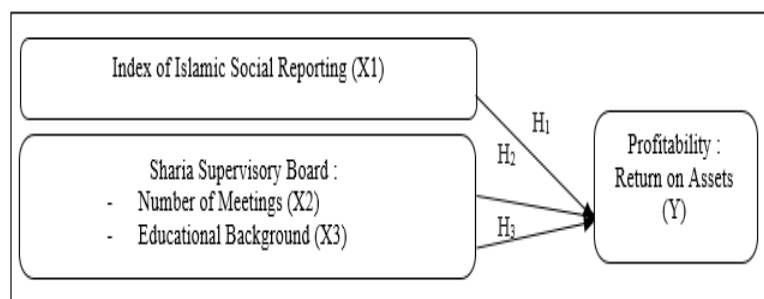 Index of Islamic Social Reporting (X1)
Sharia Supervisory Board :
- Number of Meetings (X2)
- Educational Background (X3)
H1
H2
H3
Profitability :
Return on Assets
(Y)